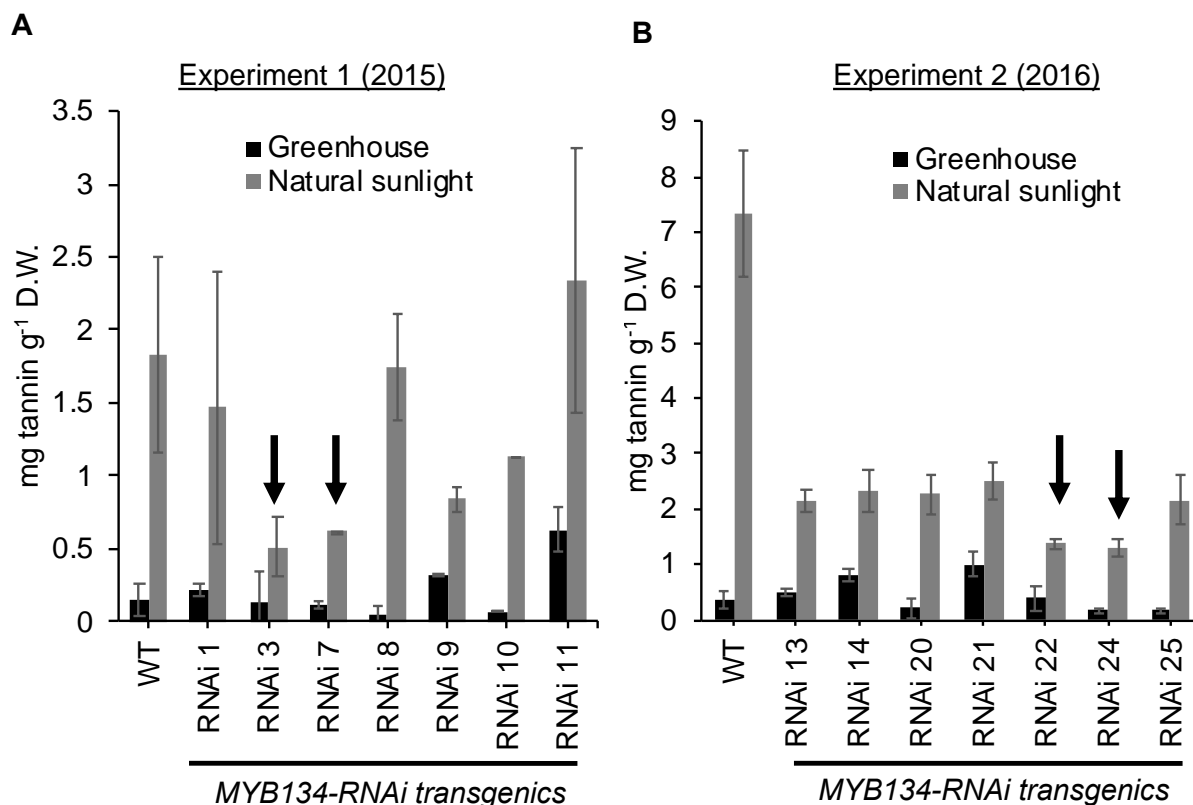 A
Experiment 1 (2015)
3.5
3
2.5
2
1.5
1
0.5
0
mg tannin g⁻¹ D.W.
Greenhouse
Natural sunlight
WT
RNAi 1
RNAi 3
RNAi 7
RNAi 8
RNAi 9
RNAi 10
RNAi 11
MYB134-RNAi transgenics
B
Experiment 2 (2016)
9
8
7
6
5
4
3
2
1
0
mg tannin g⁻¹ D.W.
Greenhouse
Natural sunlight
WT
RNAi 13
RNAi 14
RNAi 20
RNAi 21
RNAi 22
RNAi 24
RNAi 25
MYB134-RNAi transgenics